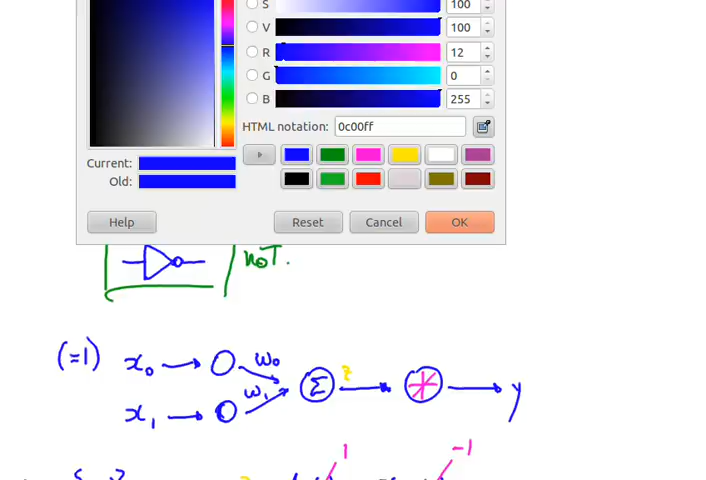 S 100
V 100
R 12
G 0
B 255
HTML notation: 0c00ff
Current:
Old:
Help Reset Cancel OK
NOT.
(=1) x0 w0
Σ z y
x1 w1
1 -1